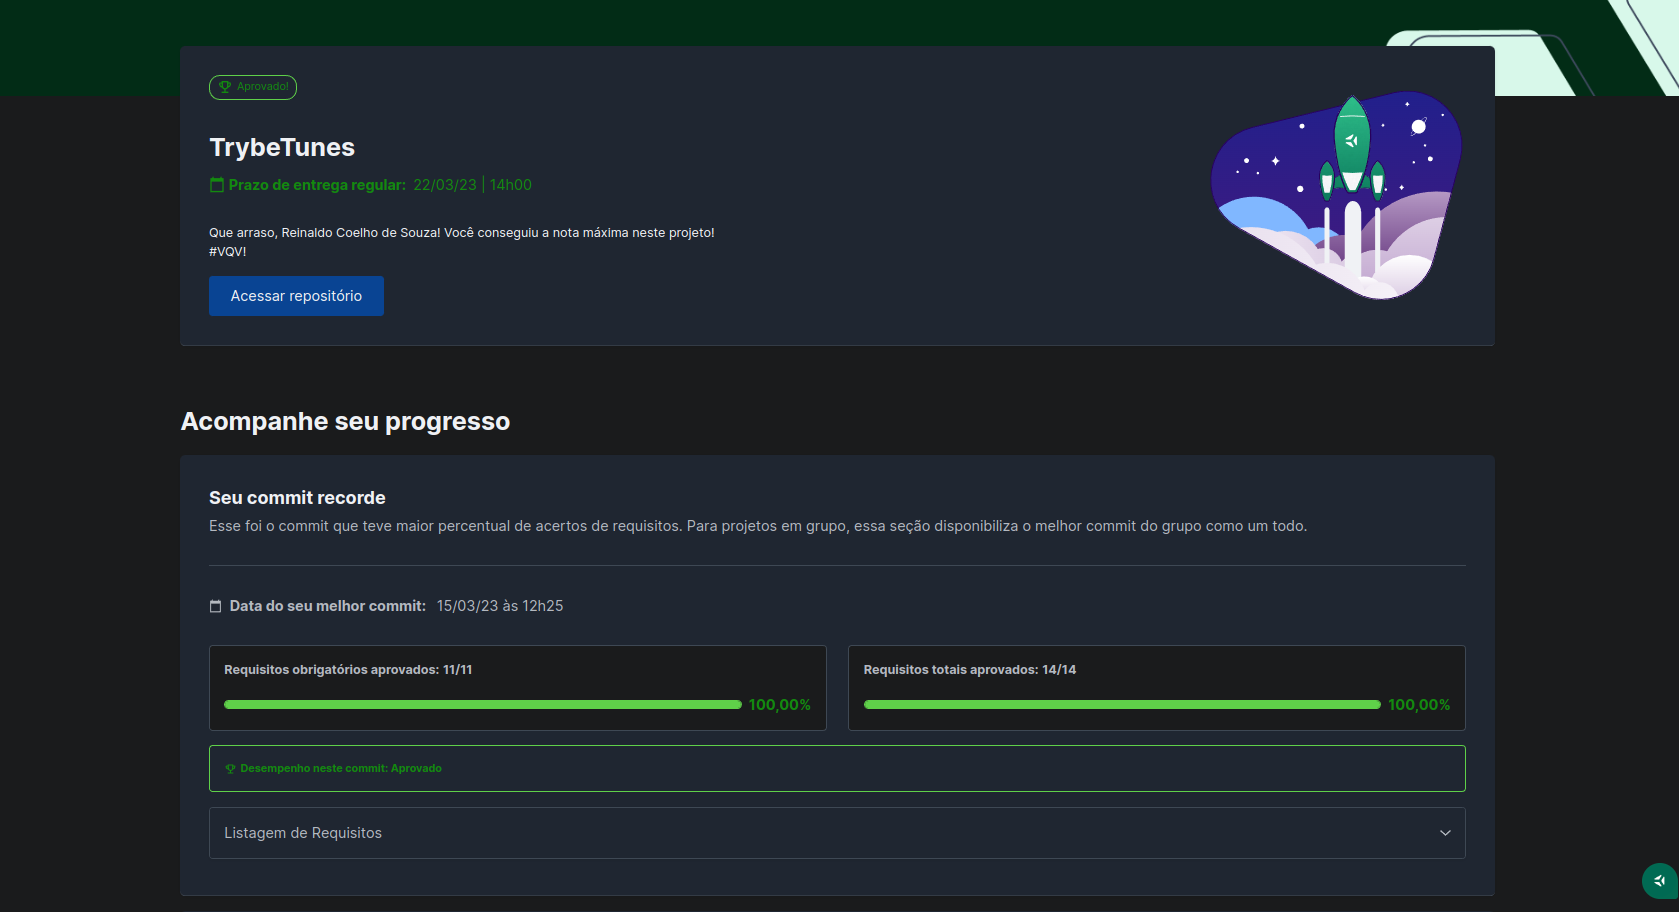 Aprovado!
TrybeTunes
Prazo de entrega regular: 22/03/23 | 14h00
Que arraso, Reinaldo Coelho de Souza! Você conseguiu a nota máxima neste projeto!
#VQV!
Acessar repositório
Acompanhe seu progresso
Seu commit recorde
Esse foi o commit que teve maior percentual de acertos de requisitos. Para projetos em grupo, essa seção disponibiliza o melhor commit do grupo como um todo.
Data do seu melhor commit: 15/03/23 às 12h25
Requisitos obrigatórios aprovados: 11/11
100,00%
Requisitos totais aprovados: 14/14
100,00%
Desempenho neste commit: Aprovado
Listagem de Requisitos